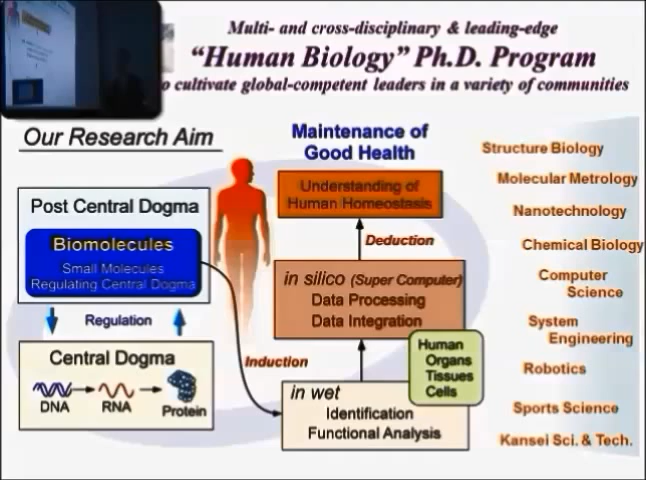 Multi- and cross-disciplinary & leading-edge
“Human Biology” Ph.D. Program
to cultivate global-competent leaders in a variety of communities
Our Research Aim
Maintenance of
Good Health
Post Central Dogma
Biomolecules
Small Molecules
Regulating Central Dogma
Regulation
Central Dogma
DNA
RNA
Protein
Understanding of
Human Homeostasis
Deduction
in silico (Super Computer)
Data Processing
Data Integration
Induction
Human
Organs
Tissues
Cells
in wet
Identification
Functional Analysis
Structure Biology
Molecular Metrology
Nanotechnology
Chemical Biology
Computer
Science
System
Engineering
Robotics
Sports Science
Kansei Sci. & Tech.